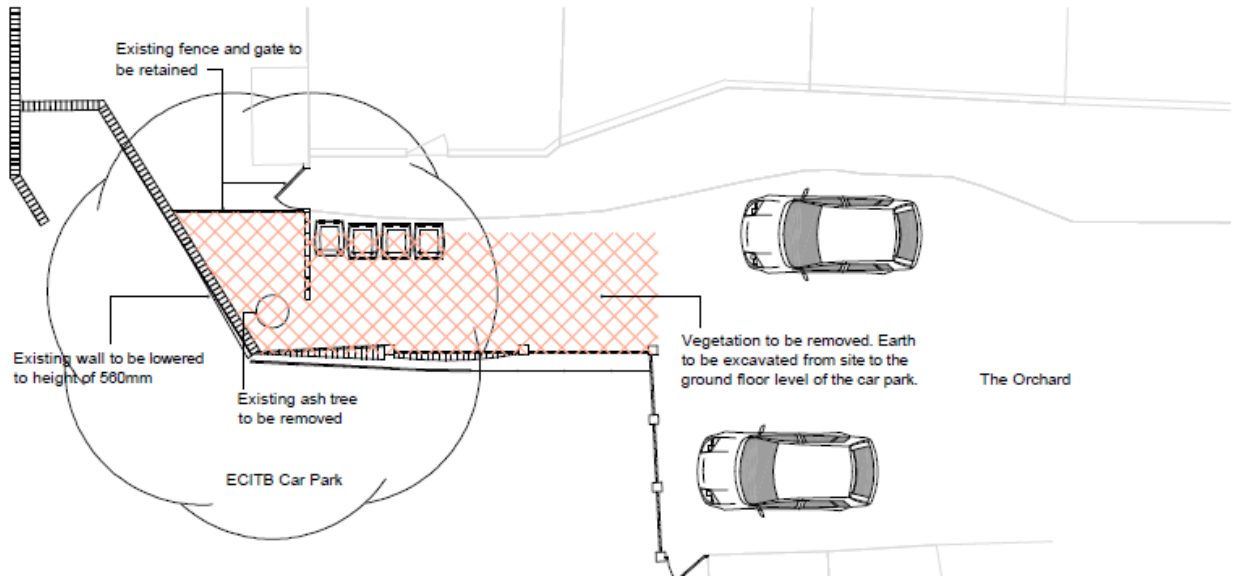 Existing fence and gate to
be retained
Existing wall to be lowered
to height of 560mm
Existing ash tree
to be removed
ECITB Car Park
Vegetation to be removed. Earth
to be excavated from site to the
ground floor level of the car park.
The Orchard